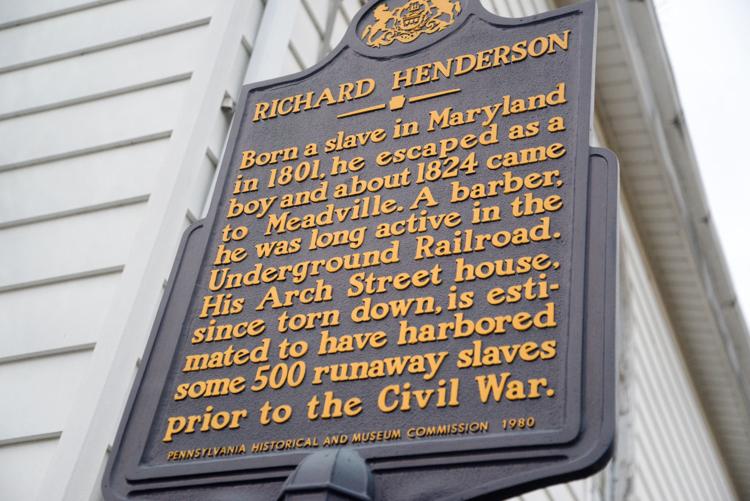 RICHARD HENDERSON
Born a slave in Maryland
in 1801, he escaped as a
boy and about 1824 came
to Meadville. A barber,
he was long active in the
Underground Railroad.
His Arch Street house,
since torn down, is esti-
mated to have harbored
some 500 runaway slaves
prior to the Civil War.
PENNSYLVANIA HISTORICAL AND MUSEUM COMMISSION 1980